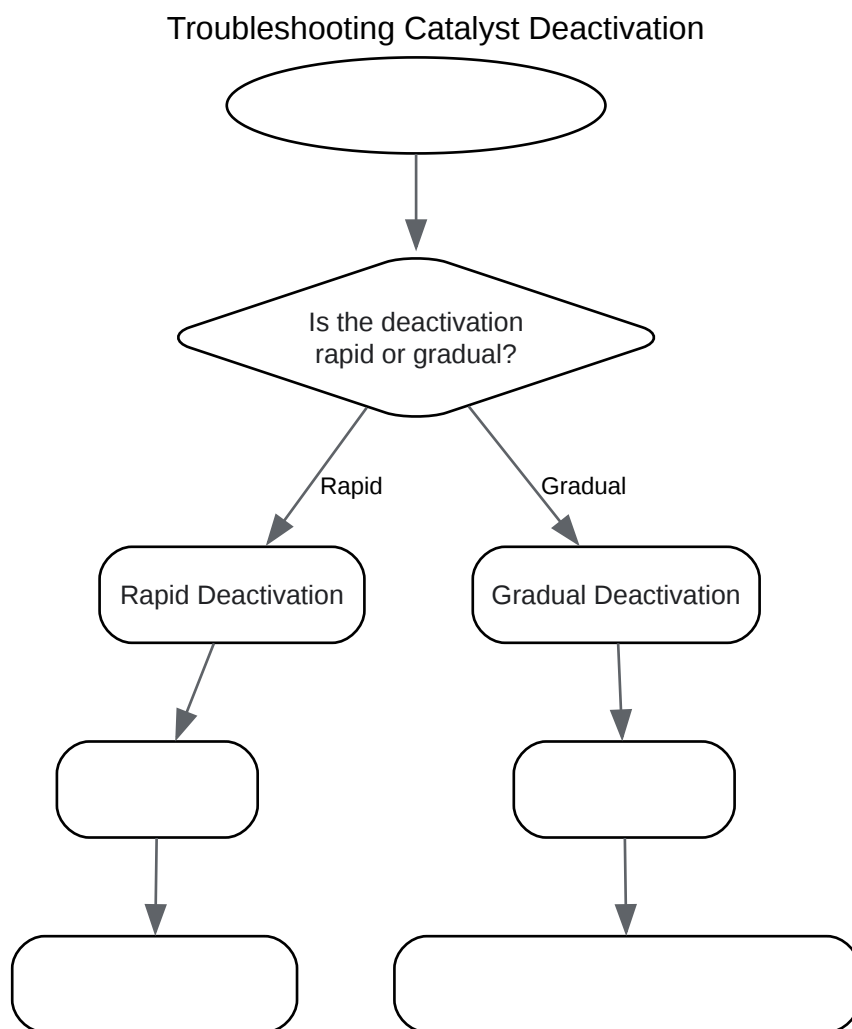 Troubleshooting Catalyst Deactivation
Is the deactivation
rapid or gradual?
Rapid
Gradual
Rapid Deactivation
Gradual Deactivation